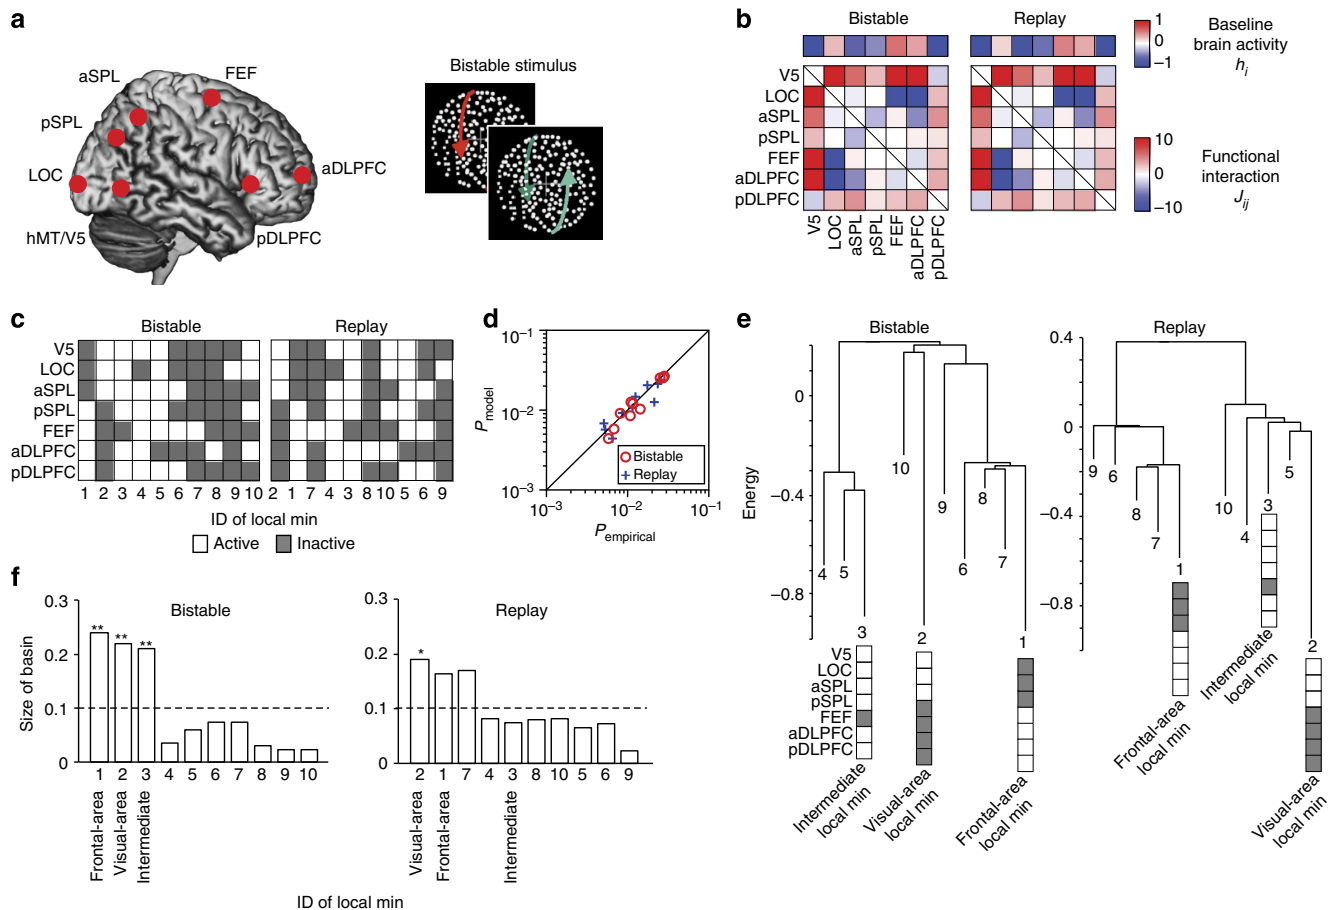 a
aSPL
FEF
pSPL
LOC
aDLPFC
hMT/V5
pDLPFC
Bistable stimulus
b
Bistable
Replay
V5
LOC
aSPL
pSPL
FEF
aDLPFC
pDLPFC
V5
LOC
aSPL
pSPL
FEF
aDLPFC
pDLPFC
1
0
−1
Baseline
brain activity
hi
10
0
−10
Functional
interaction
Jij
c
Bistable
Replay
V5
LOC
aSPL
pSPL
FEF
aDLPFC
pDLPFC
1 2 3 4 5 6 7 8 9 10
2 1 7 4 3 8 10 5 6 9
ID of local min
Active
Inactive
d
10−1
10−2
10−3
Pmodel
Bistable
Replay
10−3
10−2
10−1
Pempirical
e
Bistable
Replay
Energy
0
−0.4
−0.8
4
5
3
10
2
9
6
8
7
1
V5
LOC
aSPL
pSPL
FEF
aDLPFC
pDLPFC
Intermediate
local min
Visual-area
local min
Frontal-area
local min
0.4
0
−0.4
−0.8
9
6
8
7
1
10
4
3
5
2
Frontal-area
local min
Intermediate
local min
Visual-area
local min
f
Bistable
Size of basin
0.3
0.2
0.1
0
**
**
**
1 2 3 4 5 6 7 8 9 10
Frontal-area
Visual-area
Intermediate
Replay
0.3
0.2
0.1
0
*
2 1 7 4 3 8 10 5 6 9
Visual-area
Frontal-area
Intermediate
ID of local min